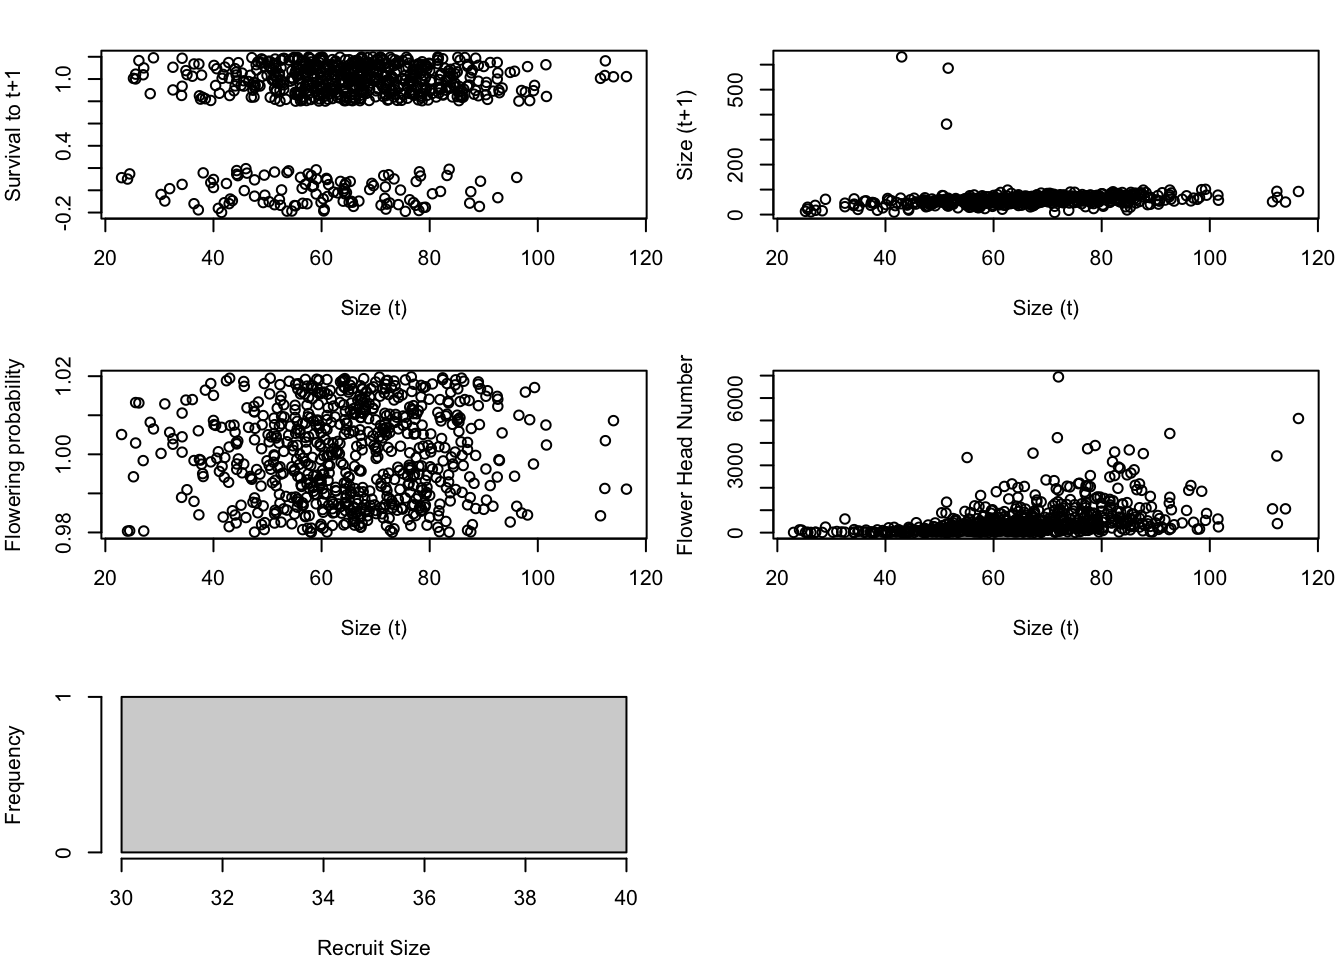 Survival to t+1
-0.2 0.4 1.0
20 40 60 80 100 120
Size (t)
Size (t+1)
0 200 500
20 40 60 80 100 120
Size (t)
Flowering probability
0.98 1.00 1.02
20 40 60 80 100 120
Size (t)
Flower Head Number
0 3000 6000
20 40 60 80 100 120
Size (t)
Frequency
0 1
30 32 34 36 38 40
Recruit Size